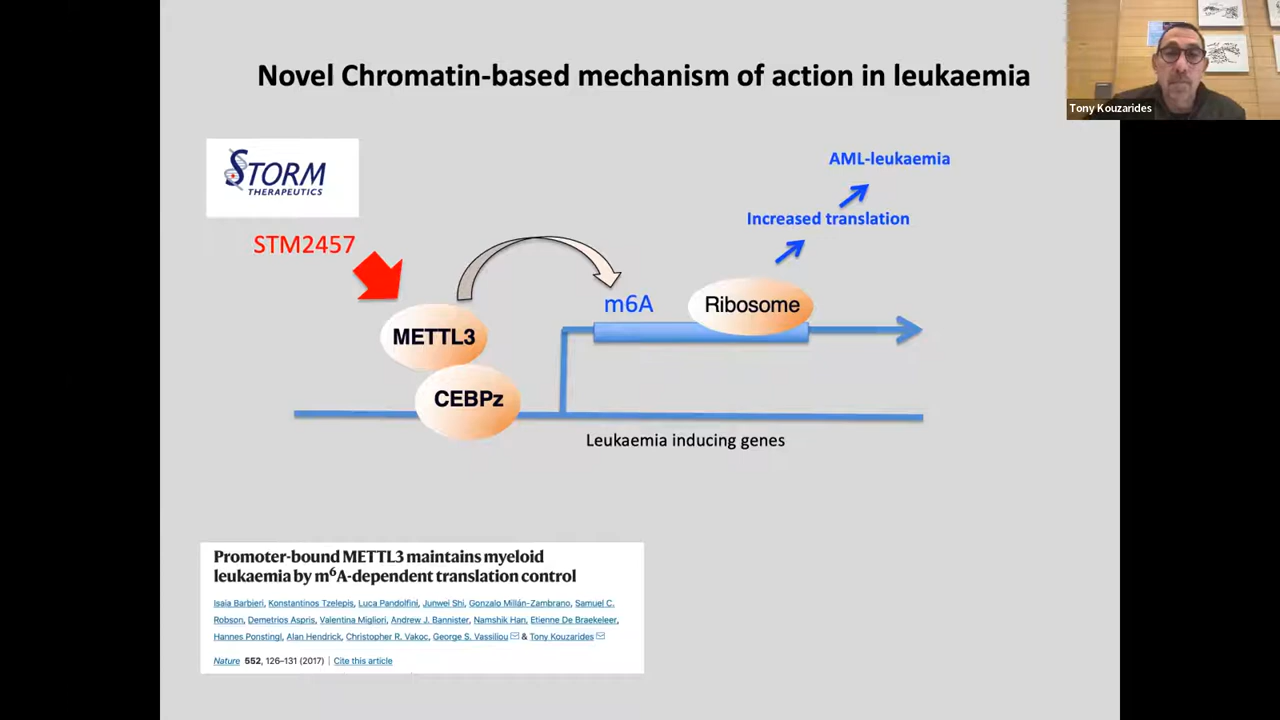 Novel Chromatin-based mechanism of action in leukaemia
Tony Kouzarides
STORM
THERAPEUTICS
AML-leukaemia
Increased translation
STM2457
m6A
Ribosome
METTL3
CEBPz
Leukaemia inducing genes
Promoter-bound METTL3 maintains myeloid
leukaemia by m⁶A-dependent translation control
Isaia Barbieri, Konstantinos Tzelepis, Luca Pandolfini, Junwei Shi, Gonzalo Millán-Zambrano, Samuel C.
Robson, Demetrios Aspris, Valentina Migliori, Andrew J. Bannister, Namshik Han, Etienne De Braekeleer,
Hannes Ponstingl, Alan Hendrick, Christopher R. Vakoc, George S. Vassiliou & Tony Kouzarides
Nature 552, 126–131 (2017) | Cite this article